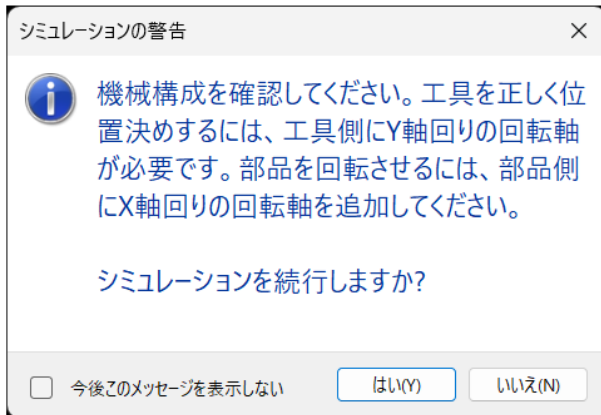 シミュレーションの警告
機械構成を確認してください。工具を正しく位
置決めするには、工具側にY軸回りの回転軸
が必要です。部品を回転させるには、部品側
にX軸回りの回転軸を追加してください。
シミュレーションを続行しますか?
今後このメッセージを表示しない
はい(Y)
いいえ(N)